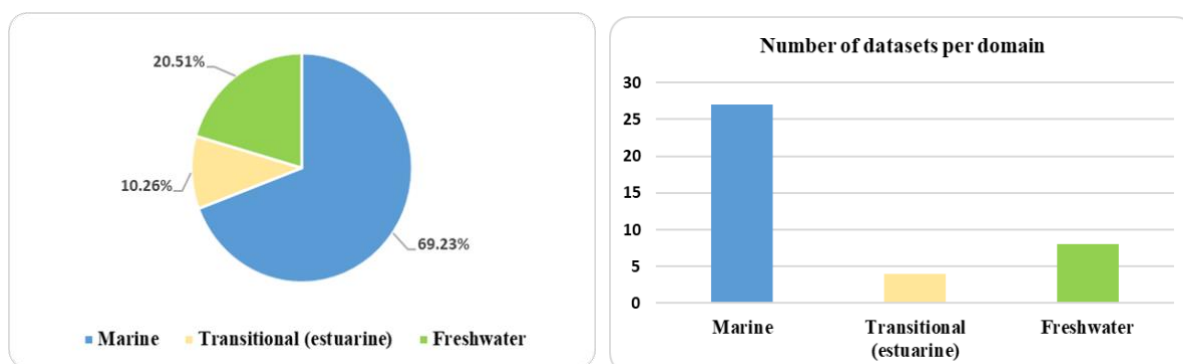 20.51%
10.26%
69.23%
Marine Transitional (estuarine) Freshwater
Number of datasets per domain
30
25
20
15
10
5
0
Marine Transitional Freshwater
(estuarine)